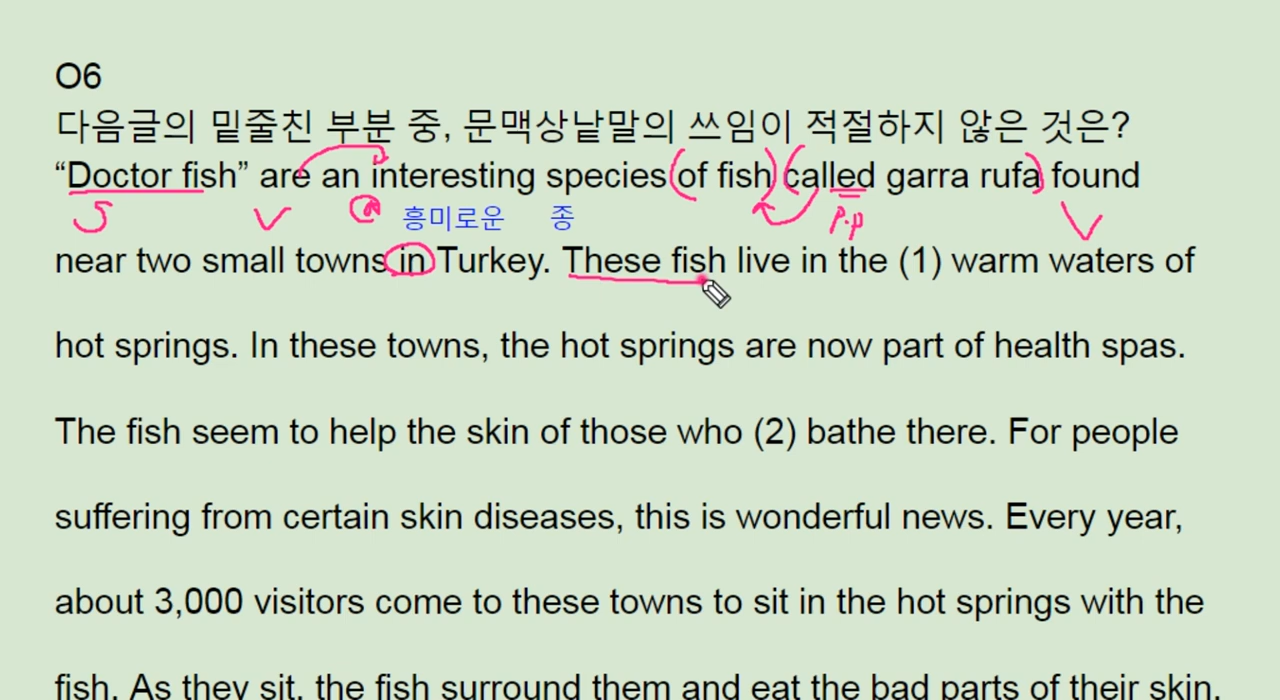 O6
다음글의 밑줄친 부분 중, 문맥상낱말의 쓰임이 적절하지 않은 것은?
“Doctor fish” are an interesting species of fish called garra rufa found
S V 흥미로운 종 P.P V
near two small towns in Turkey. These fish live in the (1) warm waters of
hot springs. In these towns, the hot springs are now part of health spas.
The fish seem to help the skin of those who (2) bathe there. For people
suffering from certain skin diseases, this is wonderful news. Every year,
about 3,000 visitors come to these towns to sit in the hot springs with the
fish. As they sit, the fish surround them and eat the bad parts of their skin.